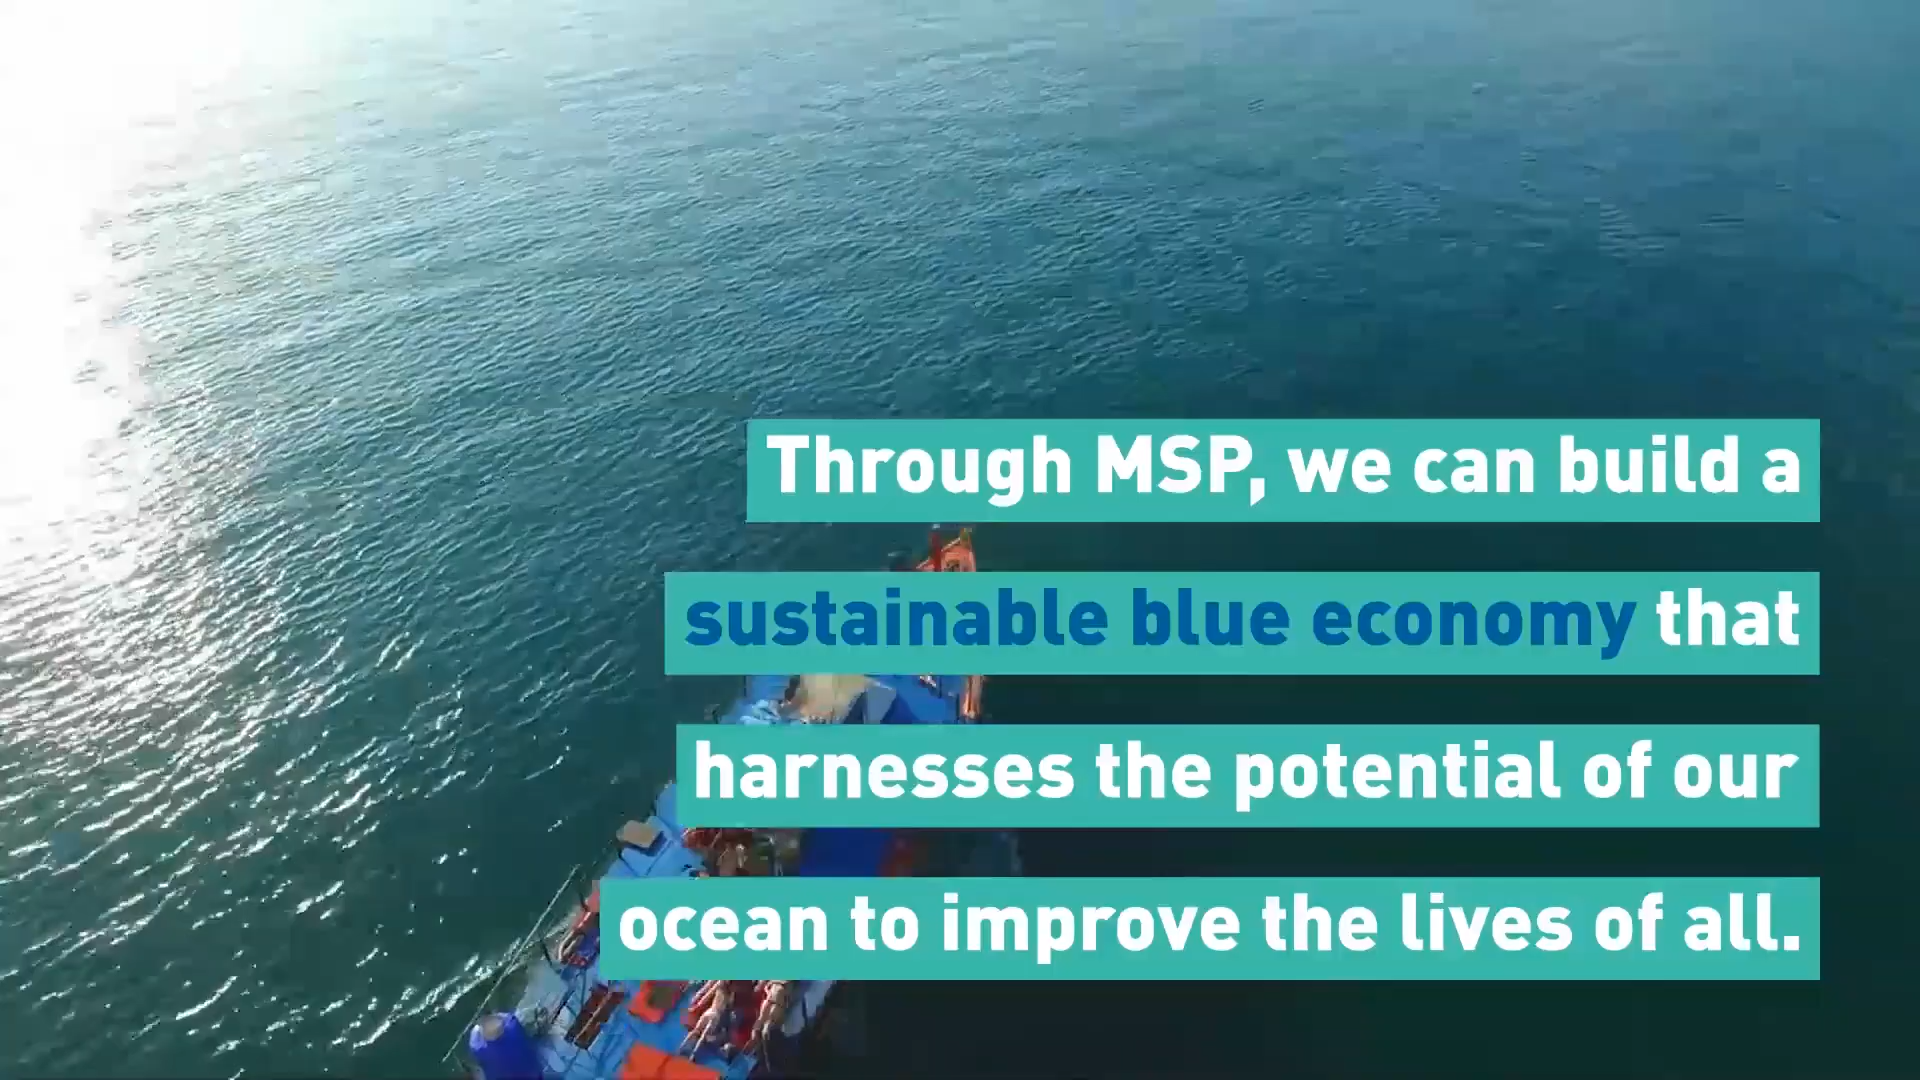 Through MSP, we can build a
sustainable blue economy that
harnesses the potential of our
ocean to improve the lives of all.